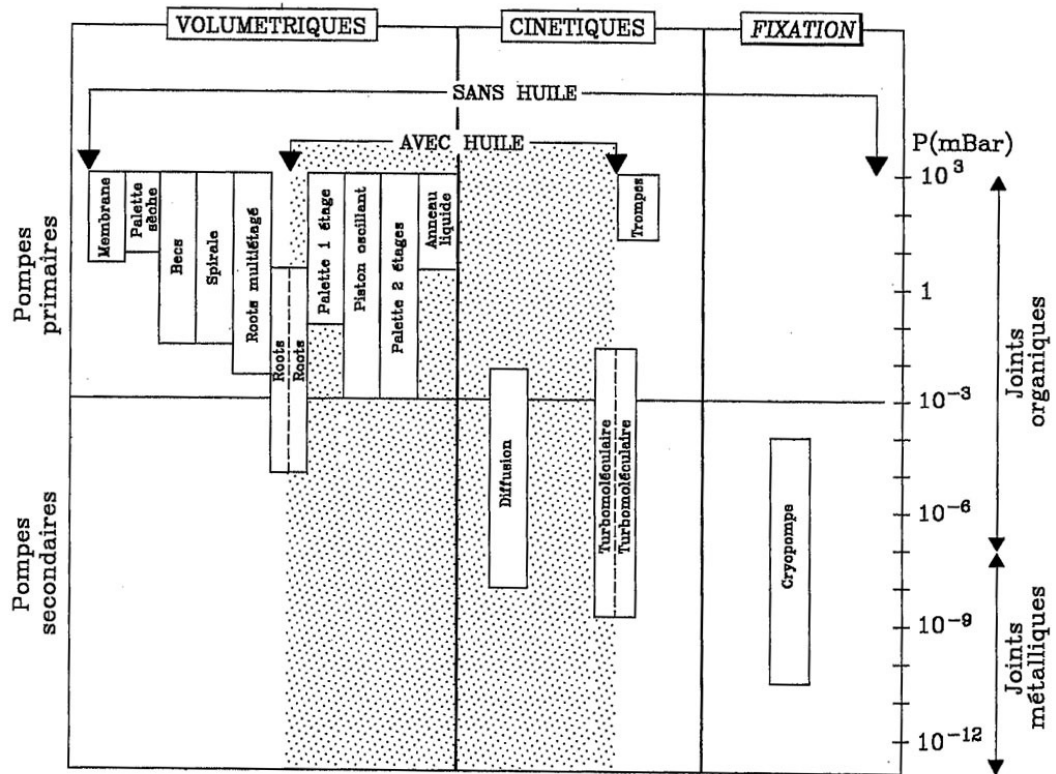 VOLUMETRIQUES
CINETIQUES
FIXATION
SANS HUILE
AVEC HUILE
P(mBar)
Pompes
primaires
Pompes
secondaires
Membrane
Palette
sèche
Becs
Spirale
Roots multiétagé
Roots
Roots
Palette 1 étage
Piston oscillant
Palette 2 étages
Anneau
liquide
Diffusion
Trompes
Turbomoléculaire
Turbomoléculaire
Cryopompe
10³
1
10⁻³
10⁻⁶
10⁻⁹
10⁻¹²
Joints
organiques
Joints
métalliques